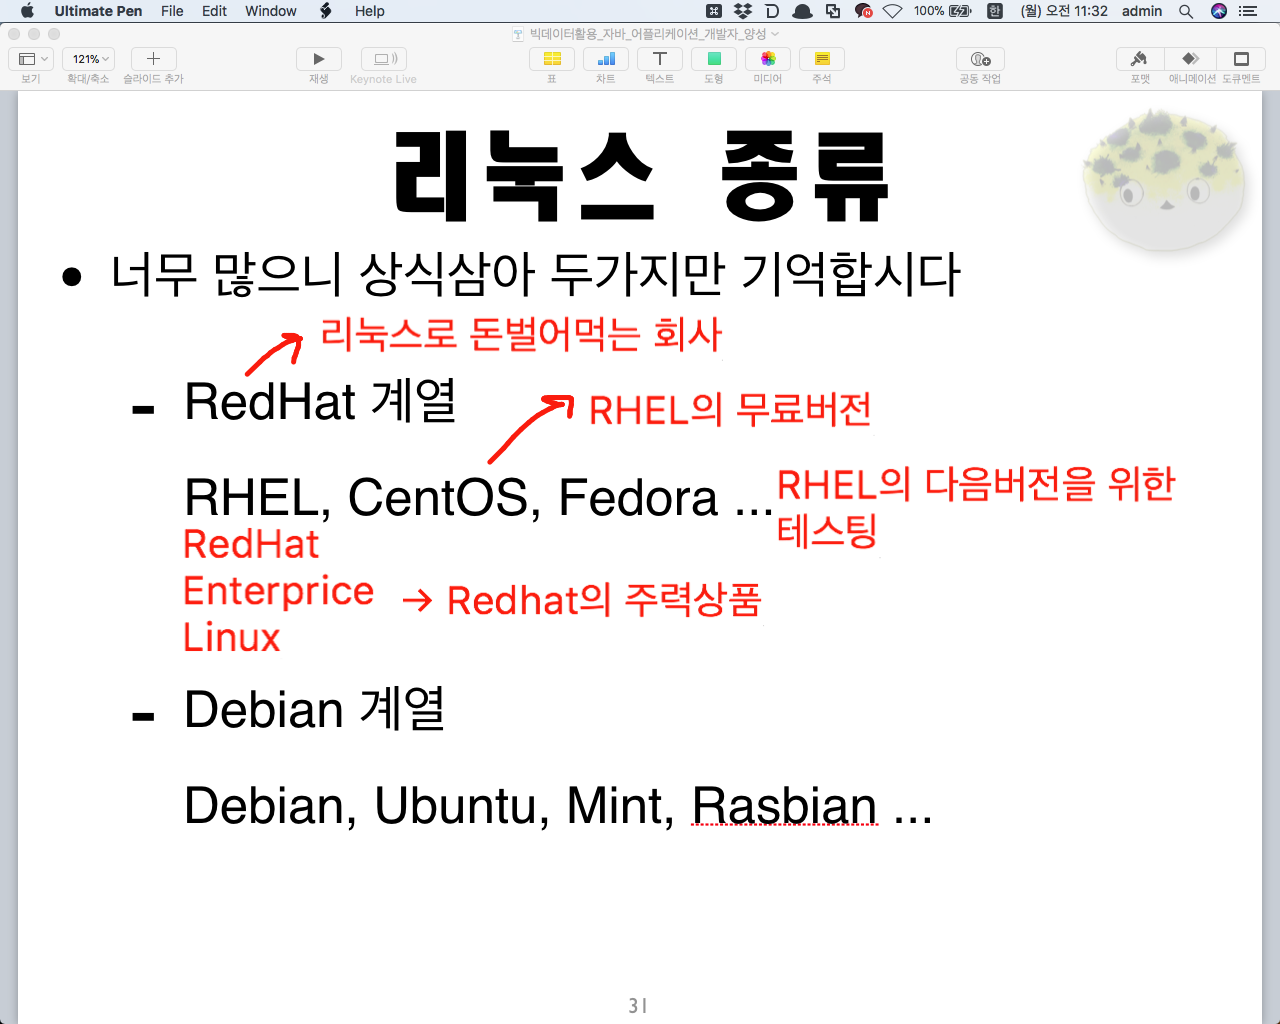 Ultimate Pen File Edit Window Help 100% 한 (월) 오전 11:32 admin
빅데이터활용_자바_어플리케이션_개발자_양성
121%
보기 확대/축소 슬라이드 추가 재생 Keynote Live 표 차트 텍스트 도형 미디어 주석 공동 작업 포맷 애니메이션 도큐멘트
리눅스 종류
• 너무 많으니 상식삼아 두가지만 기억합시다
리눅스로 돈벌어먹는 회사
- RedHat 계열
RHEL의 무료버전
RHEL, CentOS, Fedora ...
RHEL의 다음버전을 위한
테스팅
RedHat
Enterprice → Redhat의 주력상품
Linux
- Debian 계열
Debian, Ubuntu, Mint, Rasbian ...
31